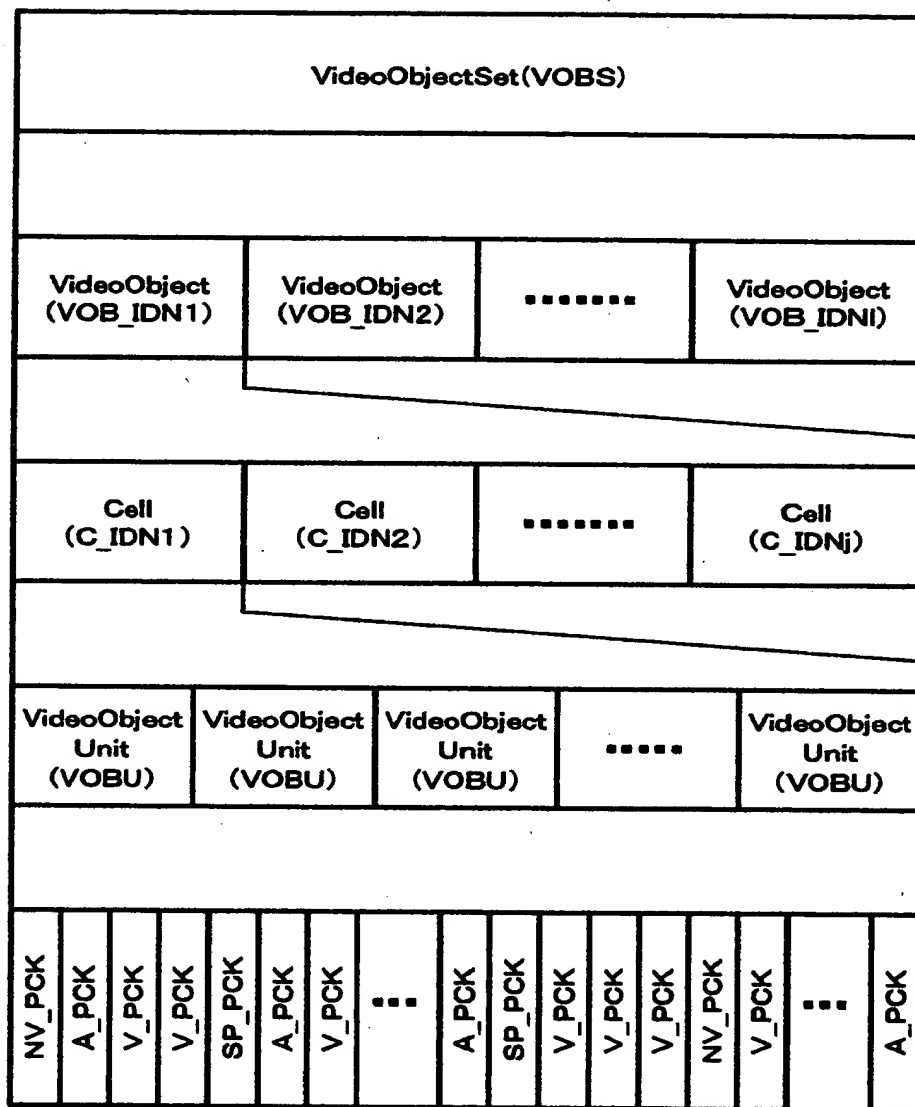 VideoObjectSet(VOBS)
VideoObject
(VOB_IDN1)
VideoObject
(VOB_IDN2)
.......
VideoObject
(VOB_IDNl)
Cell
(C_IDN1)
Cell
(C_IDN2)
.......
Cell
(C_IDNj)
VideoObject
Unit
(VOBU)
VideoObject
Unit
(VOBU)
VideoObject
Unit
(VOBU)
.....
VideoObject
Unit
(VOBU)
NV_PCK
A_PCK
V_PCK
V_PCK
SP_PCK
A_PCK
V_PCK
...
A_PCK
SP_PCK
V_PCK
V_PCK
V_PCK
NV_PCK
V_PCK
...
A_PCK